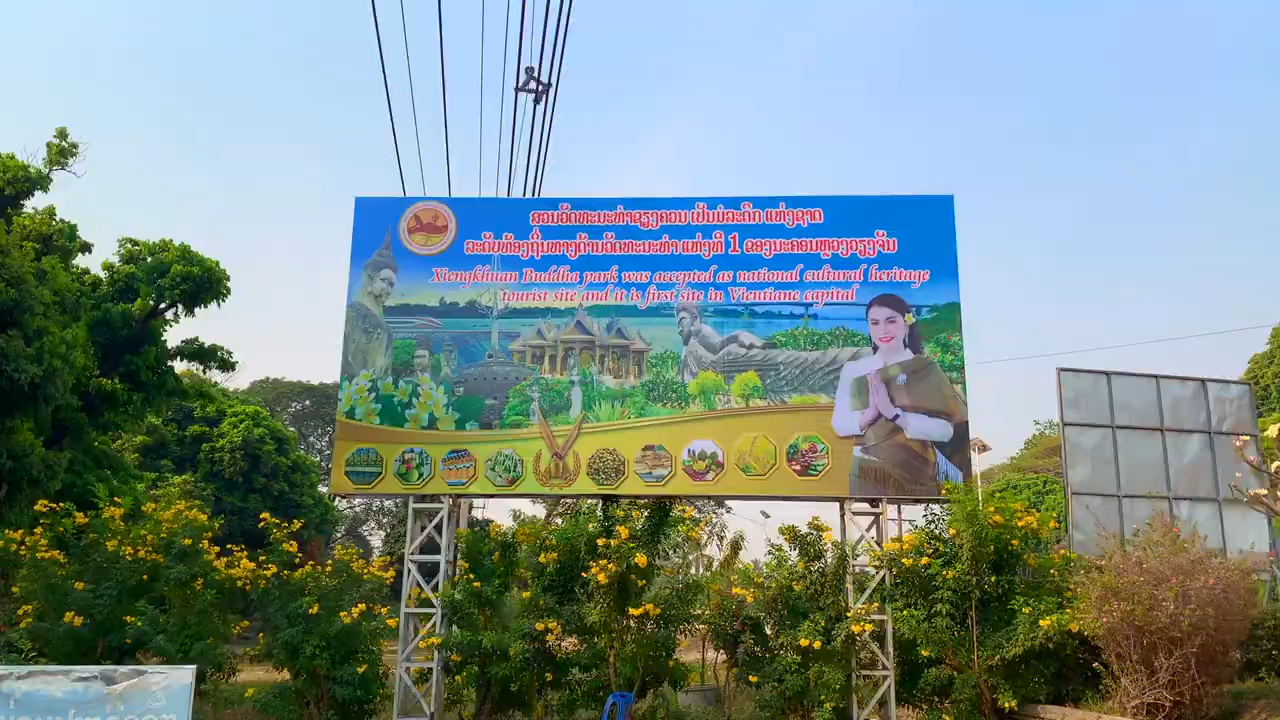 ສວນວັດທະນະທຳຊຽງຄວນ ເປັນມໍລະດົກ ແຫ່ງຊາດ
ລະດັບທ້ອງຖິ່ນທາງດ້ານວັດທະນະທຳ ແຫ່ງທີ 1 ຂອງນະຄອນຫຼວງວຽງຈັນ
Xiengkhuan Buddha park was accepted as national cultural heritage
tourist site and it is first site in Vientiane capital